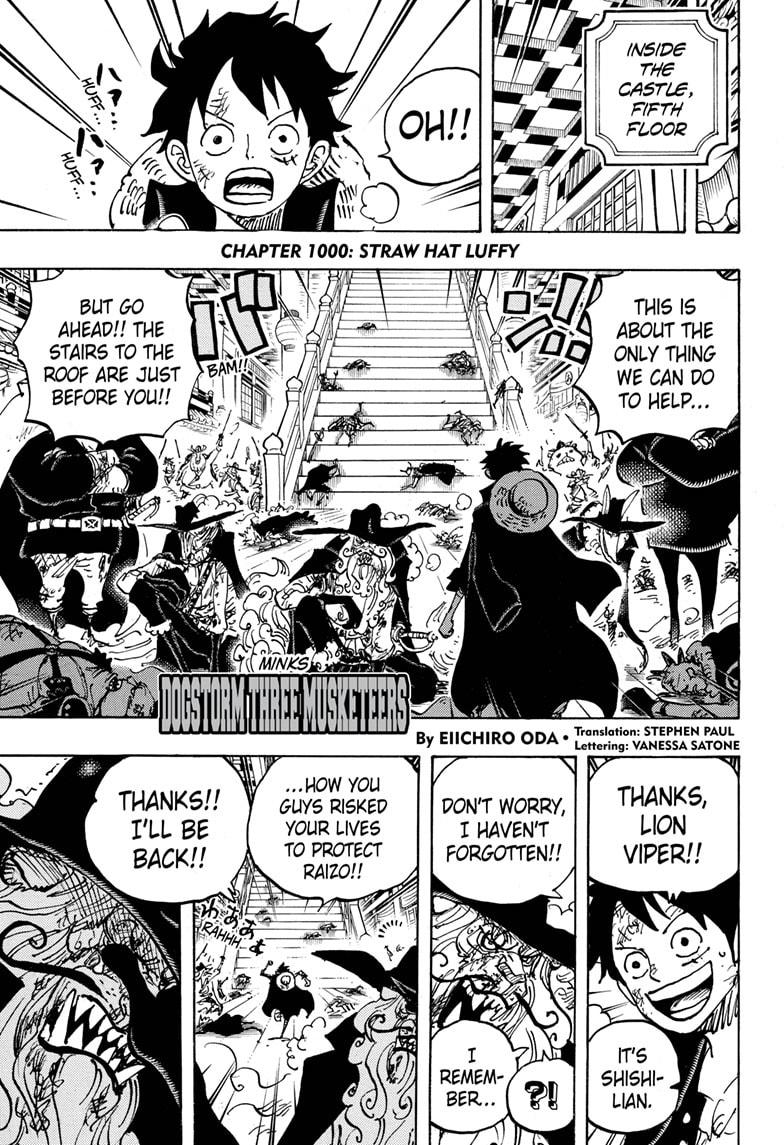 INSIDE
THE
CASTLE,
FIFTH
FLOOR
OH!!
ハァ…
HUFF...
ハァ…
HUFF...
CHAPTER 1000: STRAW HAT LUFFY
THIS IS
ABOUT THE
ONLY THING
WE CAN DO
TO HELP...
BUT GO
AHEAD!! THE
STAIRS TO THE
ROOF ARE JUST
BEFORE YOU!!
BAM!!
MINKS
DOGSTORM THREE MUSKETEERS
By EIICHIRO ODA •
Translation: STEPHEN PAUL
Lettering: VANESSA SATONE
THANKS,
LION
VIPER!!
IT'S
SHISHI-
LIAN.
DON'T WORRY,
I HAVEN'T
FORGOTTEN!!
?!
I
REMEM-
BER...
...HOW YOU
GUYS RISKED
YOUR LIVES
TO PROTECT
RAIZO!!
RAHHH
THANKS!!
I'LL BE
BACK!!